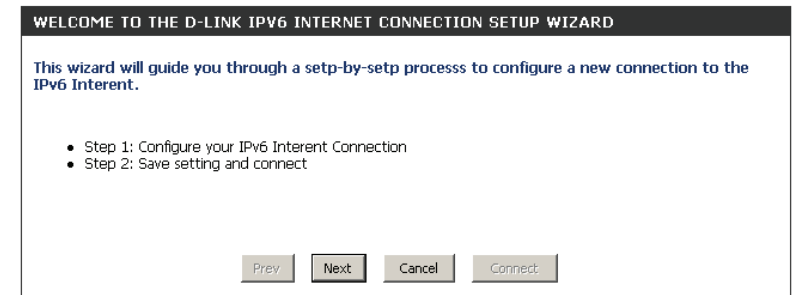 WELCOME TO THE D-LINK IPV6 INTERNET CONNECTION SETUP WIZARD
This wizard will guide you through a setp-by-setp processs to configure a new connection to the
IPv6 Interent.
• Step 1: Configure your IPv6 Interent Connection
• Step 2: Save setting and connect
Prev Next Cancel Connect